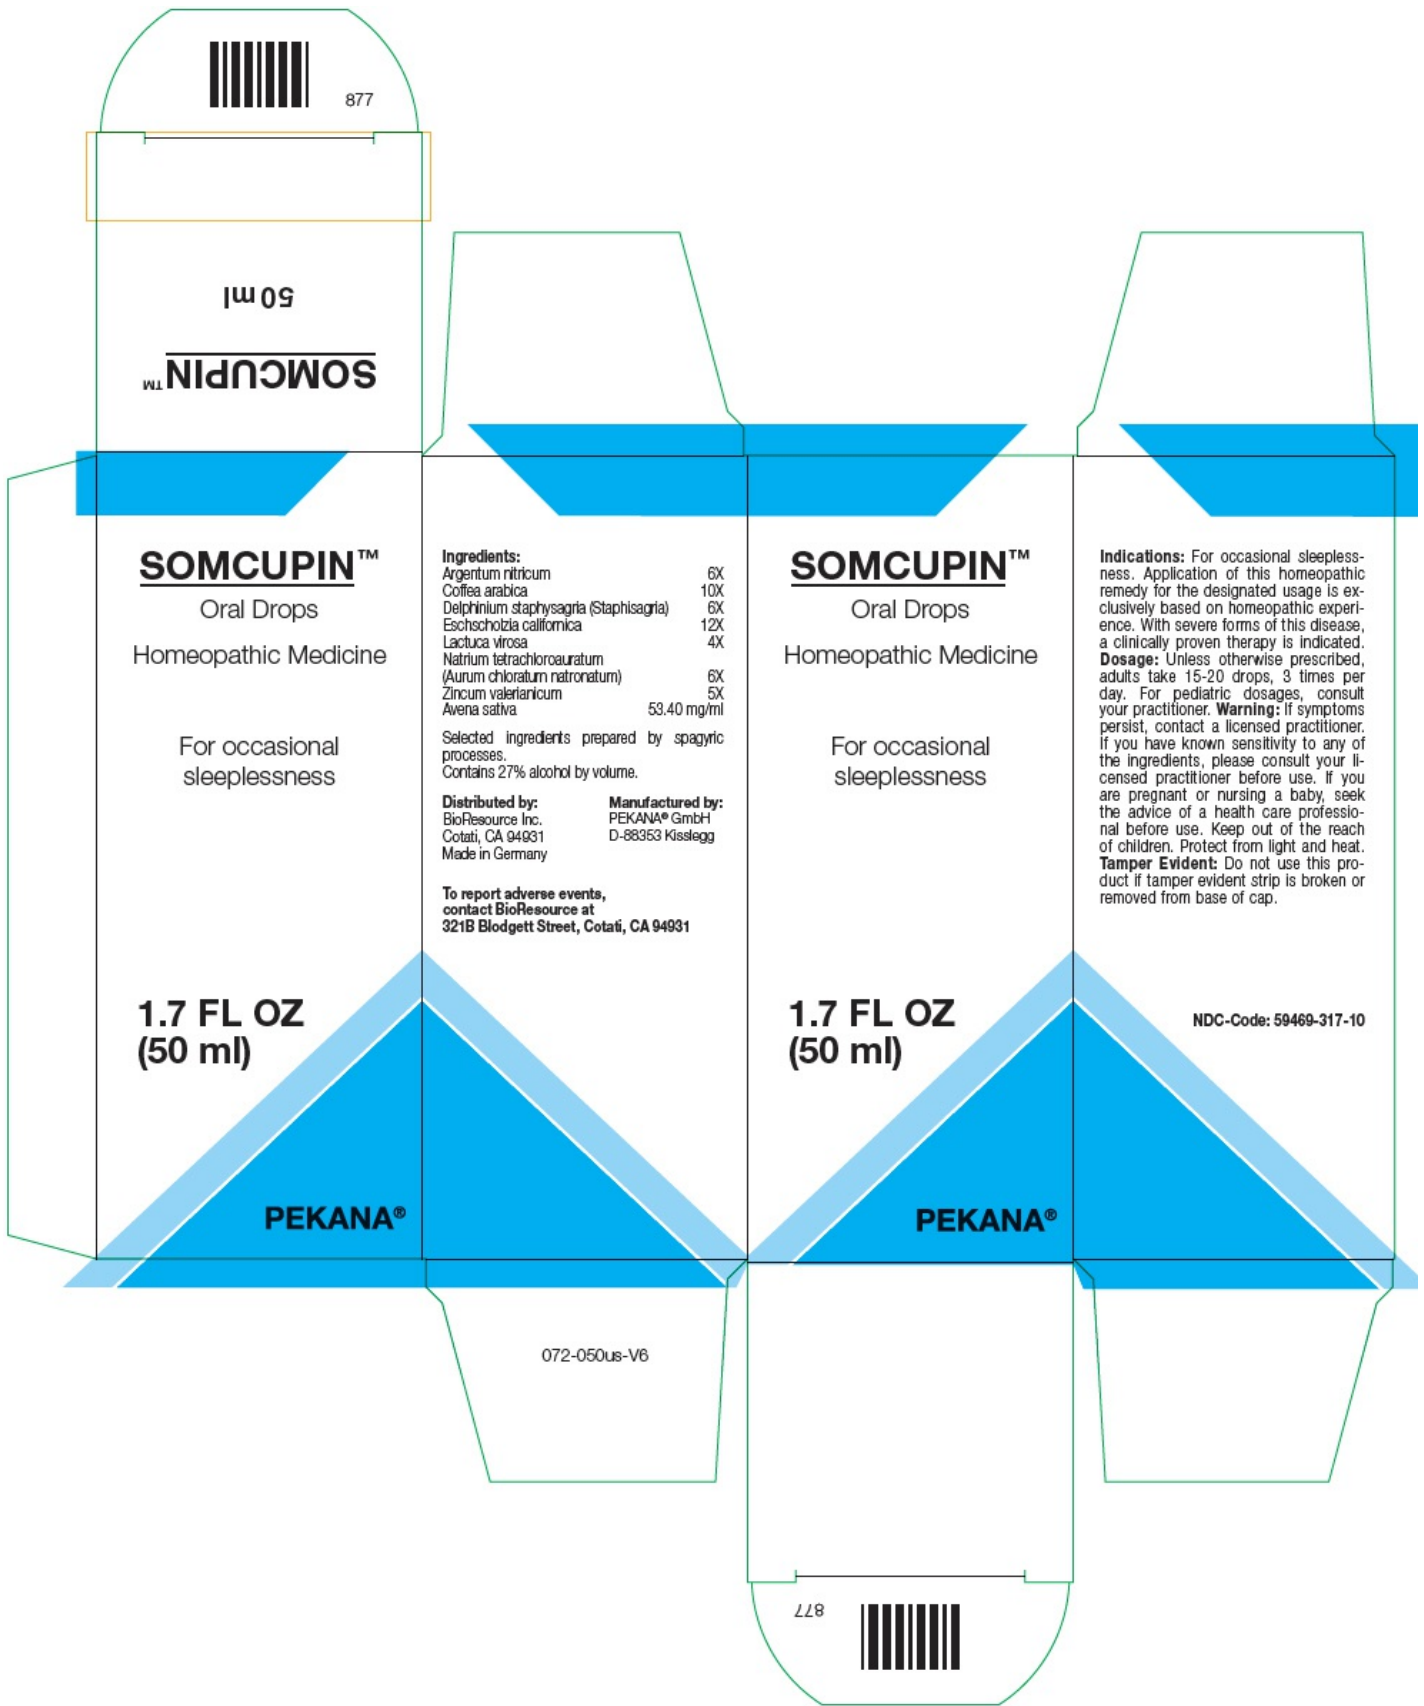 877
50 ml
SOMCUPIN™
SOMCUPIN™
Oral Drops
Homeopathic Medicine
For occasional
sleeplessness
1.7 FL OZ
(50 ml)
PEKANA®
Ingredients:
Argentum nitricum 6X
Coffea arabica 10X
Delphinium staphysagria (Staphisagria) 6X
Eschscholzia californica 12X
Lactuca virosa 4X
Natrium tetrachloroauratum
(Aurum chloratum natronatum) 6X
Zincum valerianicum 5X
Avena sativa 53.40 mg/ml
Selected ingredients prepared by spagyric
processes.
Contains 27% alcohol by volume.
Distributed by:
BioResource Inc.
Cotati, CA 94931
Made in Germany
Manufactured by:
PEKANA® GmbH
D-88353 Kisslegg
To report adverse events,
contact BioResource at
321B Blodgett Street, Cotati, CA 94931
072-050us-V6
SOMCUPIN™
Oral Drops
Homeopathic Medicine
For occasional
sleeplessness
1.7 FL OZ
(50 ml)
PEKANA®
Indications: For occasional sleepless-
ness. Application of this homeopathic
remedy for the designated usage is ex-
clusively based on homeopathic experi-
ence. With severe forms of this disease,
a clinically proven therapy is indicated.
Dosage: Unless otherwise prescribed,
adults take 15-20 drops, 3 times per
day. For pediatric dosages, consult
your practitioner. Warning: If symptoms
persist, contact a licensed practitioner.
If you have known sensitivity to any of
the ingredients, please consult your li-
censed practitioner before use. If you
are pregnant or nursing a baby, seek
the advice of a health care professio-
nal before use. Keep out of the reach
of children. Protect from light and heat.
Tamper Evident: Do not use this pro-
duct if tamper evident strip is broken or
removed from base of cap.
NDC-Code: 59469-317-10
877